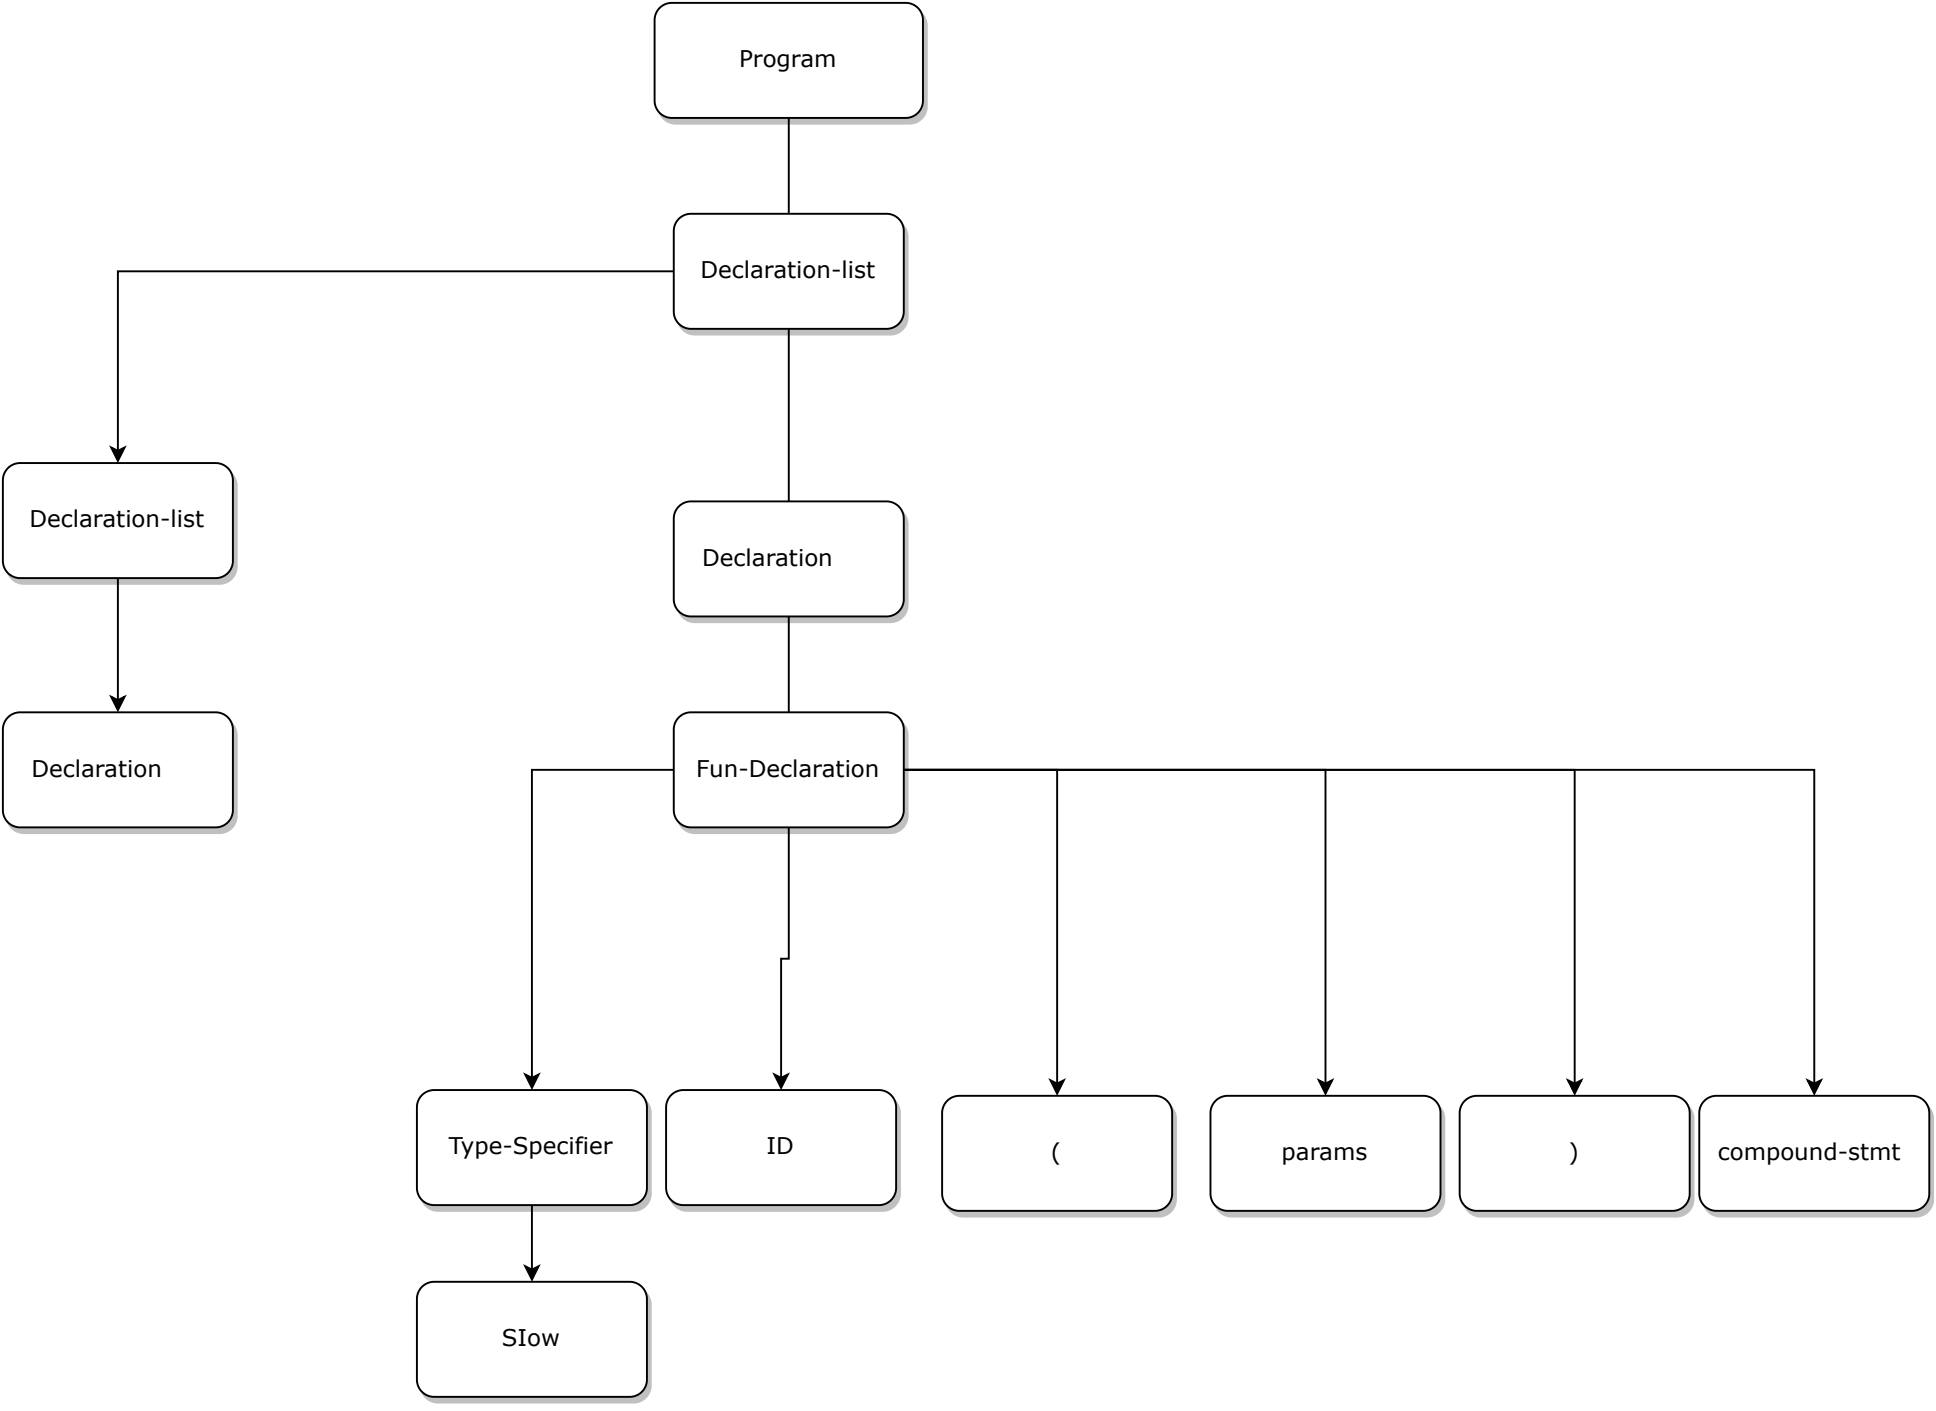 Program
Declaration-list
Declaration-list
Declaration
Declaration
Fun-Declaration
Type-Specifier
ID
(
params
)
compound-stmt
SIow